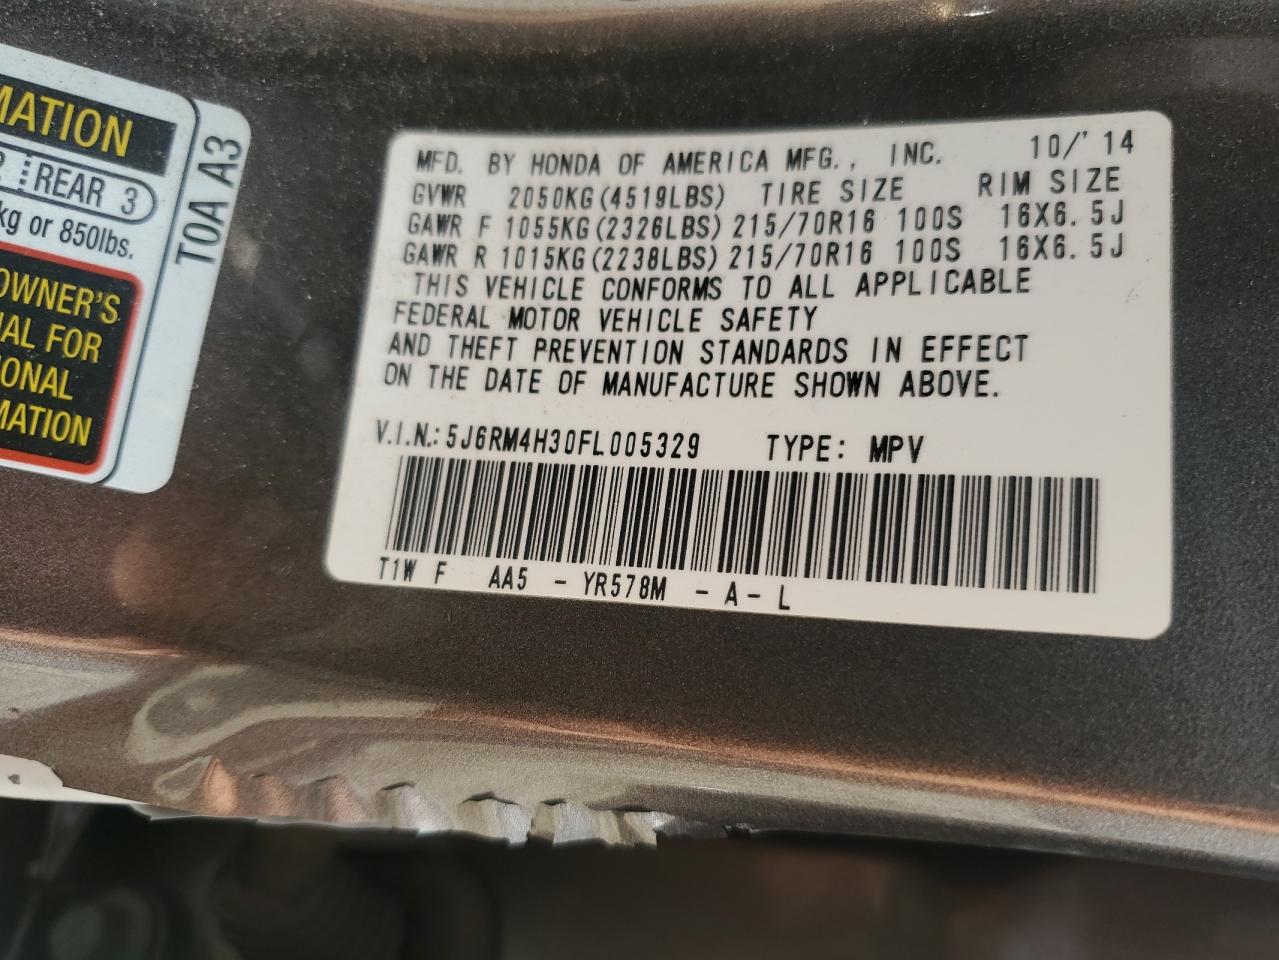 MATION
REAR 3
kg or 850lbs.
OWNER'S
AL FOR
ONAL
MATION
T0A A3
MFD. BY HONDA OF AMERICA MFG., INC. 10/'14
GVWR 2050KG(4519LBS) TIRE SIZE RIM SIZE
GAWR F 1055KG(2326LBS) 215/70R16 100S 16X6.5J
GAWR R 1015KG(2238LBS) 215/70R16 100S 16X6.5J
THIS VEHICLE CONFORMS TO ALL APPLICABLE
FEDERAL MOTOR VEHICLE SAFETY
AND THEFT PREVENTION STANDARDS IN EFFECT
ON THE DATE OF MANUFACTURE SHOWN ABOVE.
V.I.N.: 5J6RM4H30FL005329 TYPE: MPV
T1W F AA5 - YR578M - A - L